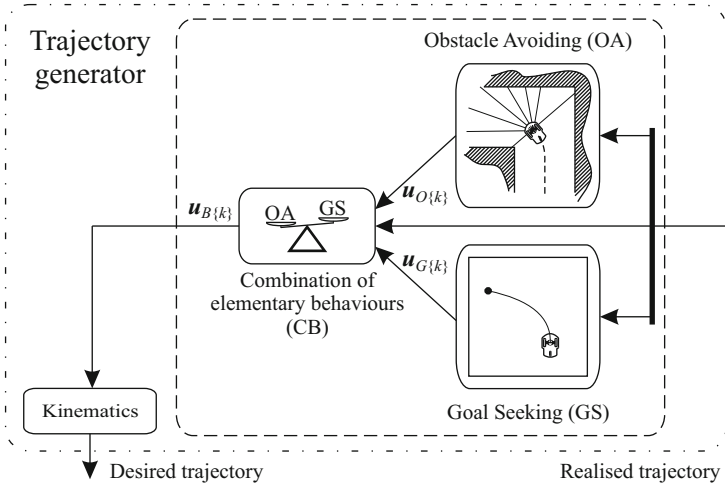 Trajectory
generator
Obstacle Avoiding (OA)
u_{O{k}}
u_{B{k}}
OA
GS
u_{G{k}}
Combination of
elementary behaviours
(CB)
Kinematics
Goal Seeking (GS)
Desired trajectory
Realised trajectory